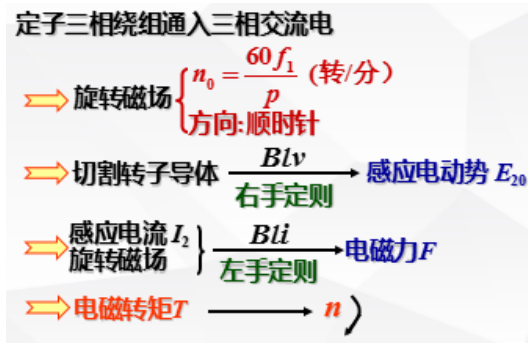 定子三相绕组通入三相交流电
旋转磁场 { n₀ = 60f₁/p (转/分)
方向:顺时针
切割转子导体 Blv 右手定则 感应电动势 E₂₀
感应电流 I₂
旋转磁场 } Bli 左手定则 电磁力F
电磁转矩T n